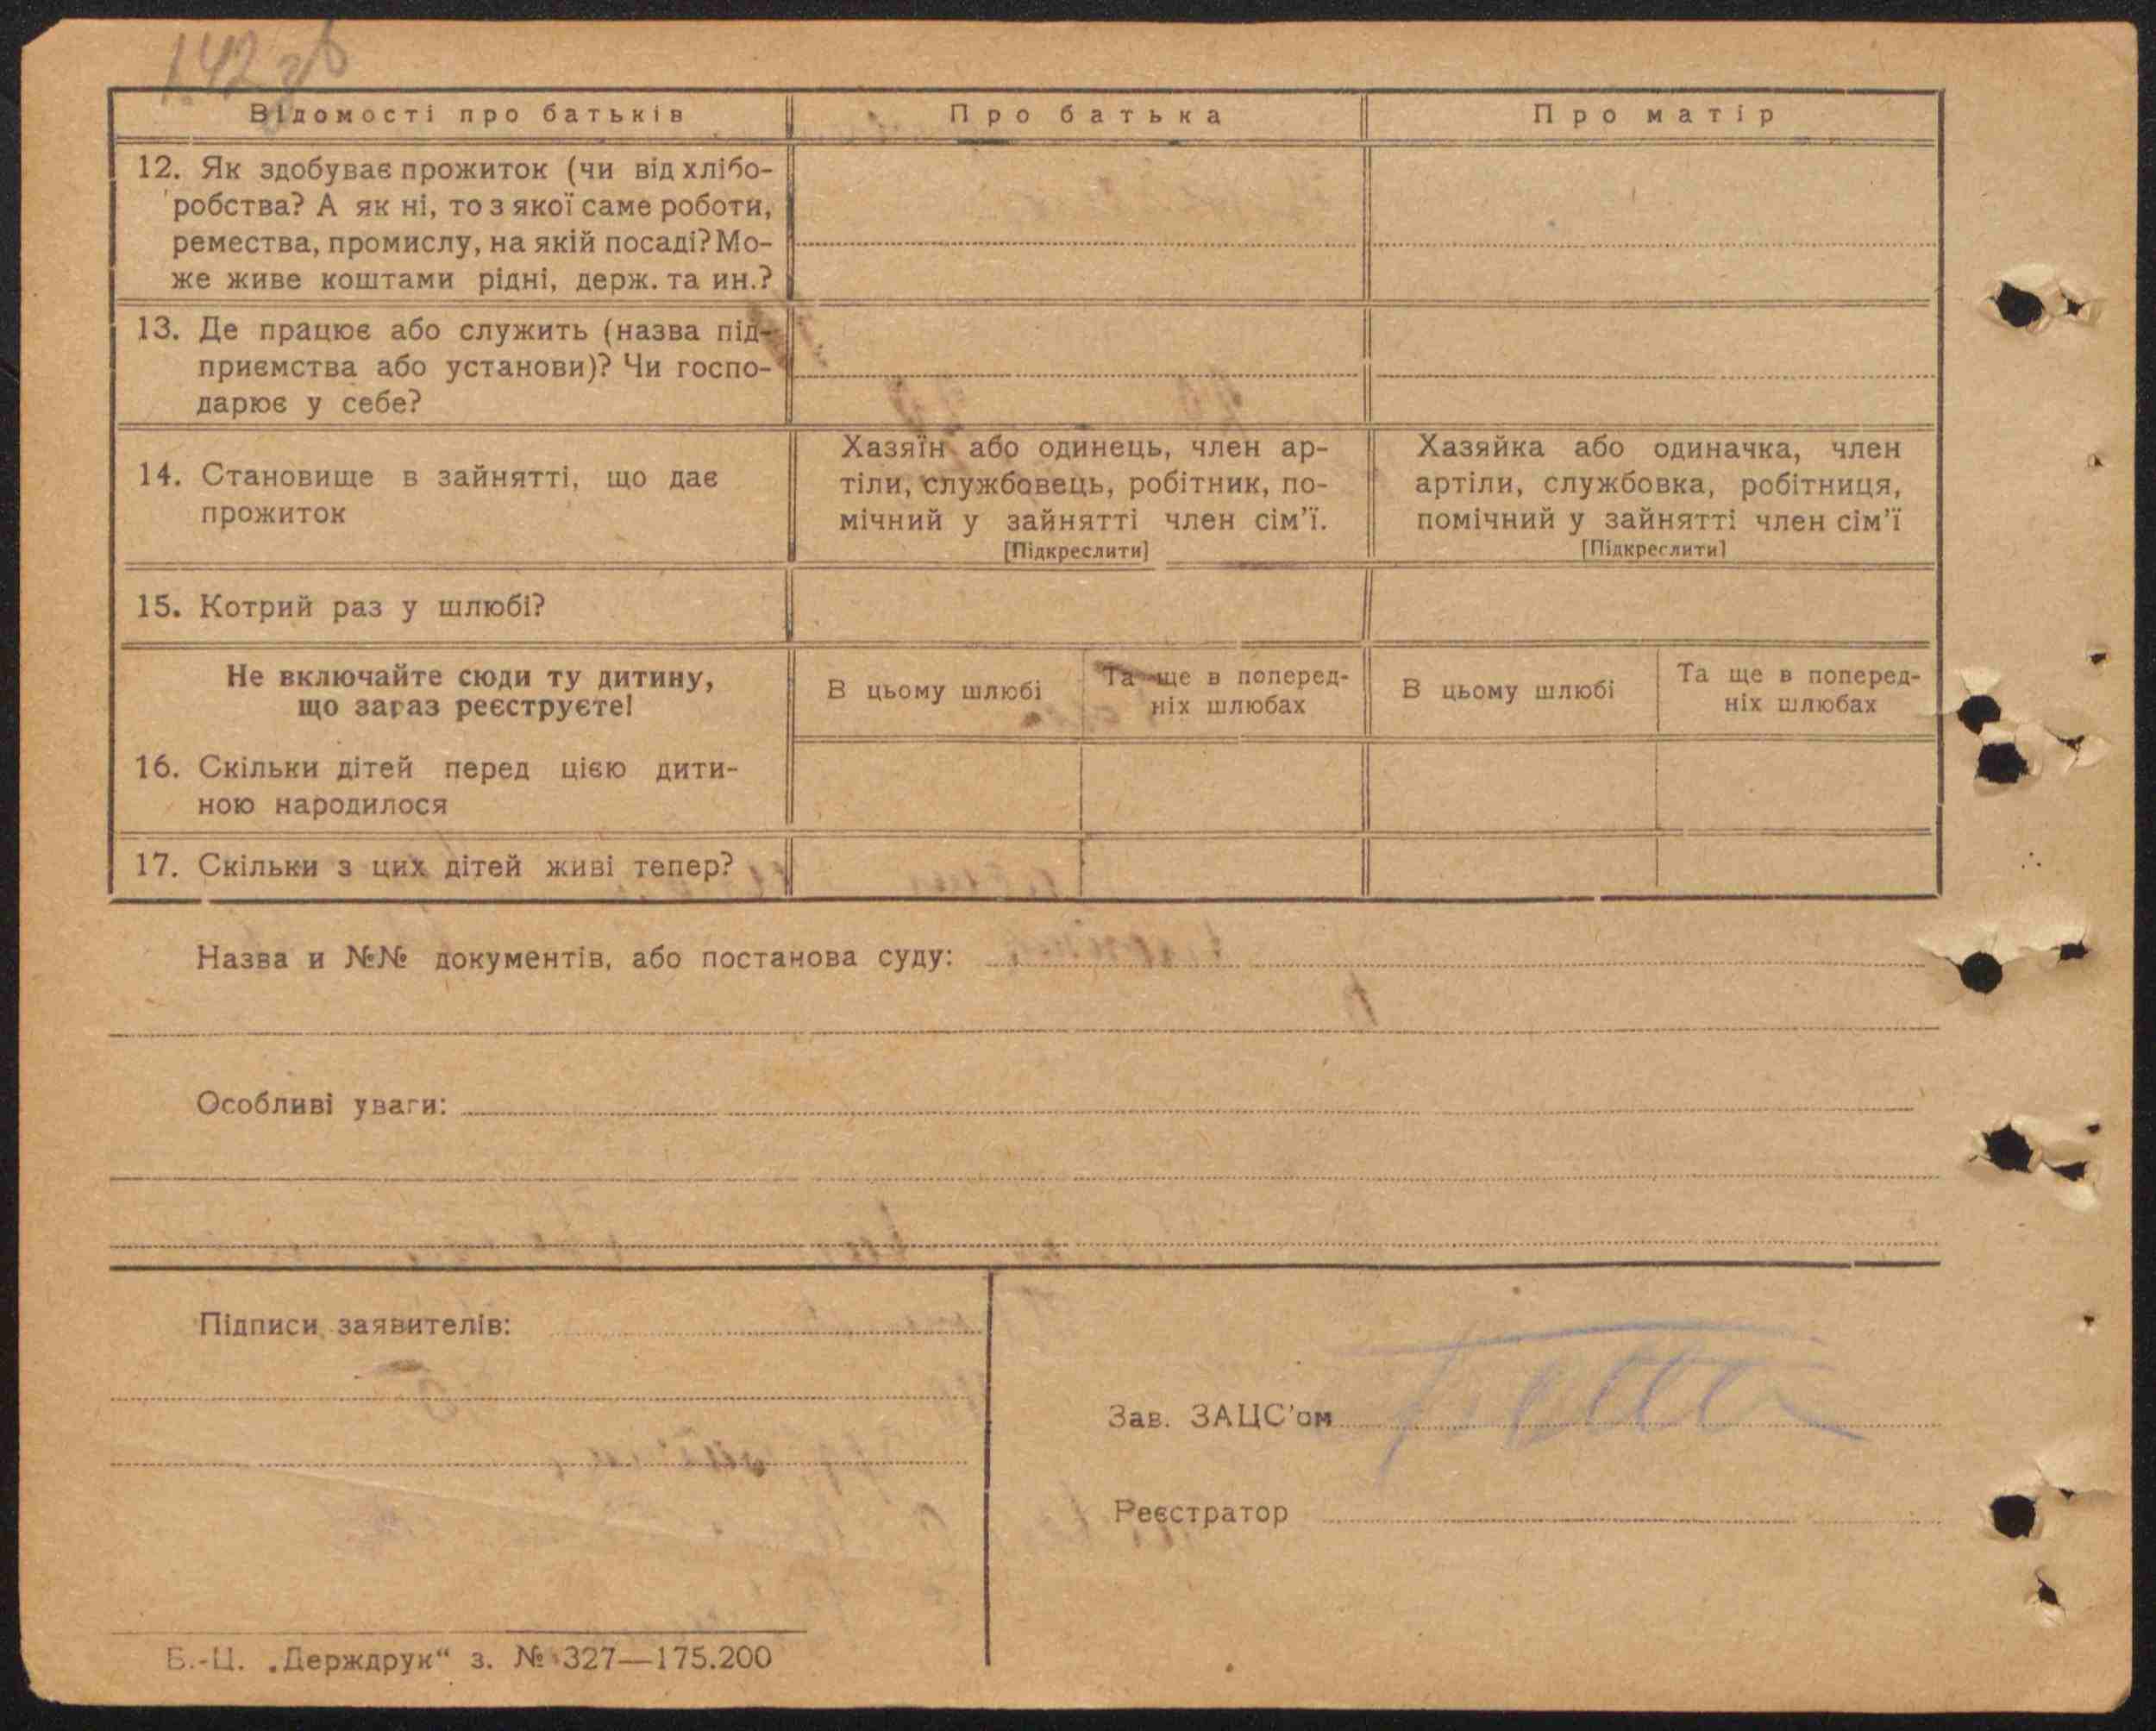 142 зв
Відомості про батьків
Про батька
Про матір
12. Як здобуває прожиток (чи від хлібо-
робства? А як ні, то з якої саме роботи,
ремества, промислу, на якій посаді? Мо-
же живе коштами рідні, держ. та ин.?
13. Де працює або служить (назва під-
приємства або установи)? Чи госпо-
дарює у себе?
14. Становище в зайнятті, що дає
прожиток
Хазяїн або одинець, член ар-
тіли, службовець, робітник, по-
мічний у зайнятті член сім’ї.
[Підкреслити]
Хазяйка або одиначка, член
артіли, службовка, робітниця,
помічний у зайнятті член сім’ї
[Підкреслити]
15. Котрий раз у шлюбі?
Не включайте сюди ту дитину,
що зараз реєструєте!
В цьому шлюбі
Та ще в поперед-
ніх шлюбах
В цьому шлюбі
Та ще в поперед-
ніх шлюбах
16. Скільки дітей перед цією дити-
ною народилося
17. Скільки з цих дітей живі тепер?
Назва и №№ документів, або постанова суду:
Особливі уваги:
Підписи заявителів:
Зав. ЗАЦС’ом
Реєстратор
Б.-Ц. „Держдрук“ з. № 327—175.200